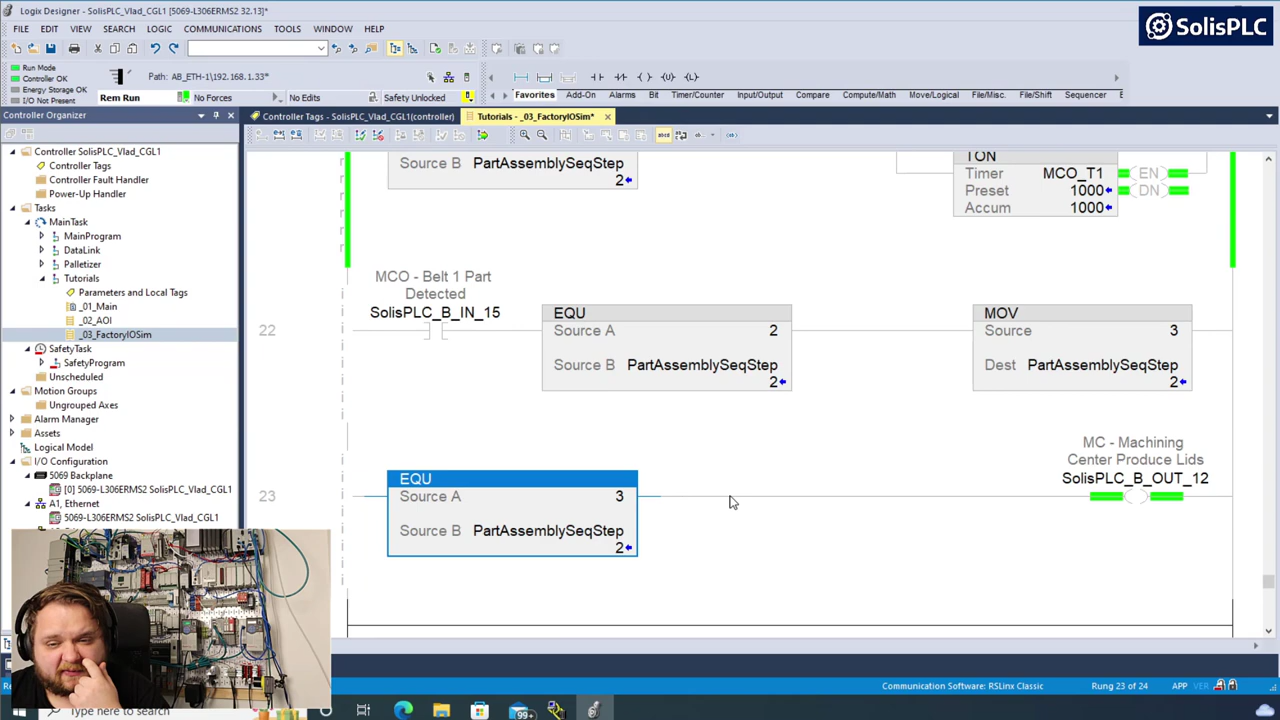 Logix Designer - SolisPLC_Vlad_CGL1 [5069-L306ERMS2 32.13]*
SolisPLC
FILE EDIT VIEW SEARCH LOGIC COMMUNICATIONS TOOLS WINDOW HELP
Run Mode
Controller OK
Energy Storage OK
I/O Not Present
Path: AB_ETH-1\192.168.1.33*
Rem Run No Forces No Edits Safety Unlocked
Favorites Add-On Alarms Bit Timer/Counter Input/Output Compare Compute/Math Move/Logical File/Misc. File/Shift Sequencer
Controller Organizer
Controller Tags - SolisPLC_Vlad_CGL1(controller) Tutorials - _03_FactoryIOSim*
Controller SolisPLC_Vlad_CGL1
Controller Tags
Controller Fault Handler
Power-Up Handler
Tasks
MainTask
MainProgram
DataLink
Palletizer
Tutorials
Parameters and Local Tags
_01_Main
_02_AOI
_03_FactoryIOSim
SafetyTask
SafetyProgram
Unscheduled
Motion Groups
Ungrouped Axes
Alarm Manager
Assets
Logical Model
I/O Configuration
5069 Backplane
[0] 5069-L306ERMS2 SolisPLC_Vlad_CGL1
A1, Ethernet
5069-L306ERMS2 SolisPLC_Vlad_CGL1
Source B PartAssemblySeqStep
2
TON
Timer MCO_T1
Preset 1000
Accum 1000
EN
DN
22
MCO - Belt 1 Part
Detected
SolisPLC_B_IN_15
EQU
Source A 2
Source B PartAssemblySeqStep
2
MOV
Source 3
Dest PartAssemblySeqStep
2
23
EQU
Source A 3
Source B PartAssemblySeqStep
2
MC - Machining
Center Produce Lids
SolisPLC_B_OUT_12
Communication Software: RSLinx Classic Rung 23 of 24 APP VER
here to search
99+